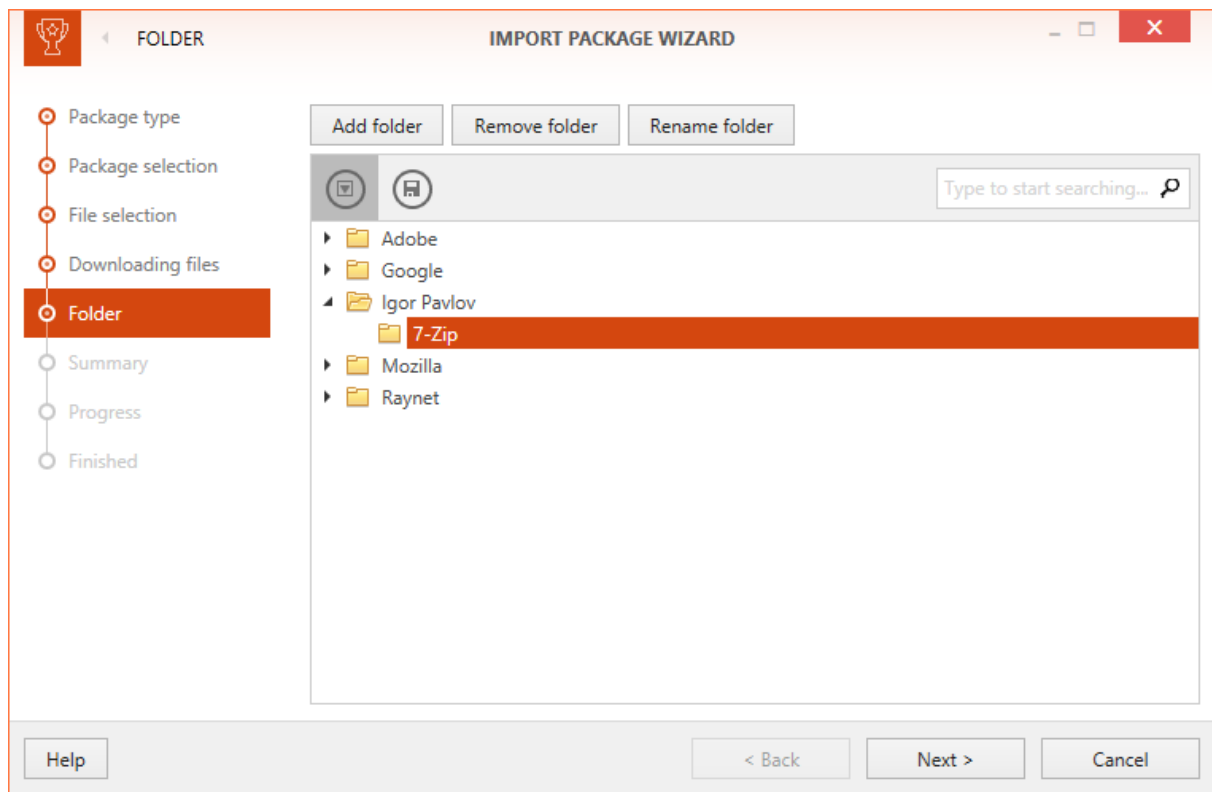 FOLDER
IMPORT PACKAGE WIZARD
Package type
Package selection
File selection
Downloading files
Folder
Summary
Progress
Finished
Add folder
Remove folder
Rename folder
Type to start searching...
Adobe
Google
Igor Pavlov
7-Zip
Mozilla
Raynet
Help
< Back
Next >
Cancel